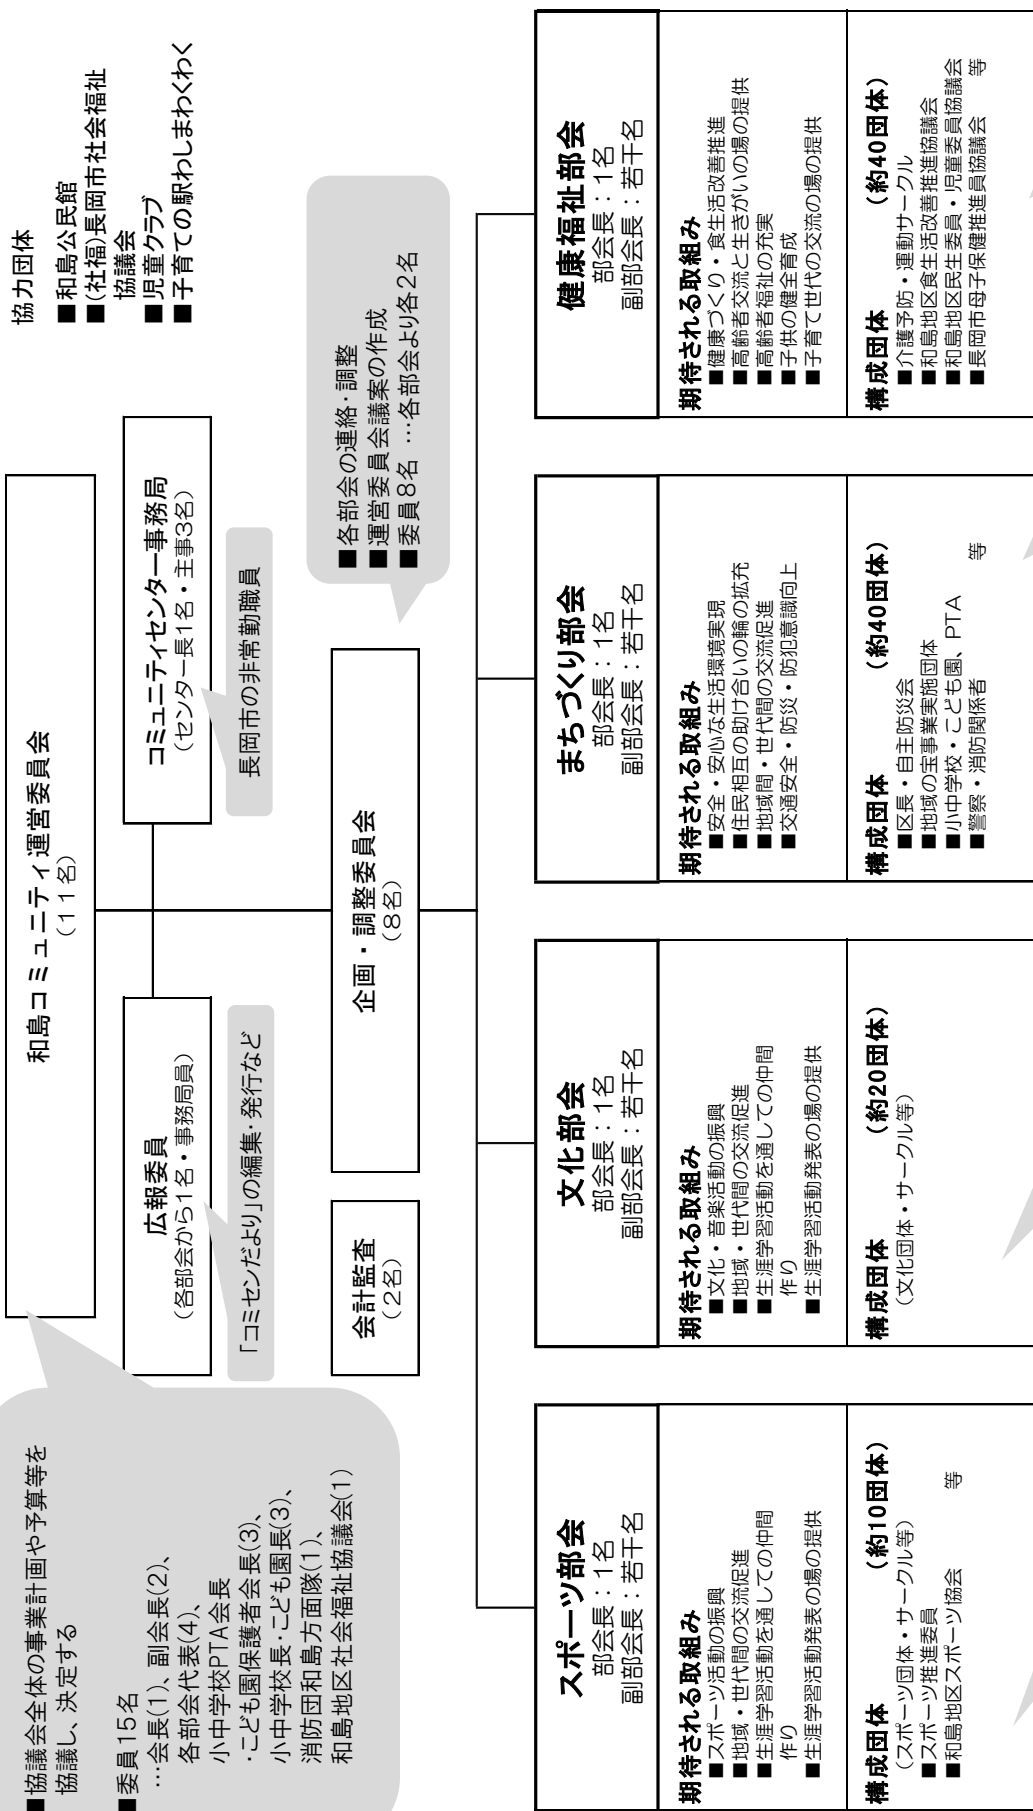 和島コミュニティ運営委員会
（１１名）
■協議会全体の事業計画や予算等を
協議し、決定する
■委員15名
…会長(1)、副会長(2)、
各部会代表(4)、
小中学校PTA会長
・こども園保護者会長(3)、
小中学校長・こども園長(3)、
消防団和島方面隊(1)、
和島地区社会福祉協議会(1)
協力団体
■和島公民館
■(社福)長岡市社会福祉
協議会
■児童クラブ
■子育ての駅わしまわくわく
広報委員
（各部会から１名・事務局員）
「コミセンだより」の編集・発行など
コミュニティセンター事務局
（センター長1名・主事3名）
長岡市の非常勤職員
会計監査
（２名）
企画・調整委員会
（８名）
■各部会の連絡・調整
■運営委員会議案の作成
■委員８名 …各部会より各２名
スポーツ部会
部会長：１名
副部会長：若干名
期待される取組み
■スポーツ活動の振興
■地域・世代間の交流促進
■生涯学習活動を通しての仲間
作り
■生涯学習活動発表の場の提供
構成団体 （約10団体）
（スポーツ団体・サークル等）
■スポーツ推進委員
■和島地区スポーツ協会 等
文化部会
部会長：１名
副部会長：若干名
期待される取組み
■文化・音楽活動の振興
■地域・世代間の交流促進
■生涯学習活動を通しての仲間
作り
■生涯学習活動発表の場の提供
構成団体 （約20団体）
（文化団体・サークル等）
まちづくり部会
部会長：１名
副部会長：若干名
期待される取組み
■安全・安心な生活環境実現
■住民相互の助け合いの輪の拡充
■地域間・世代間の交流促進
■交通安全・防災・防犯意識向上
構成団体 （約40団体）
■区長・自主防災会
■地域の宝事業実施団体
■小中学校・こども園、PTA
■警察・消防関係者 等
健康福祉部会
部会長：１名
副部会長：若干名
期待される取組み
■健康づくり・食生活改善推進
■高齢者交流と生きがいの場の提供
■高齢者福祉の充実
■子供の健全育成
■子育て世代の交流の場の提供
構成団体 （約40団体）
■介護予防・運動サークル
■和島地区食生活改善推進協議会
■和島地区民生委員・児童委員協議会
■長岡市母子保健推進員協議会 等